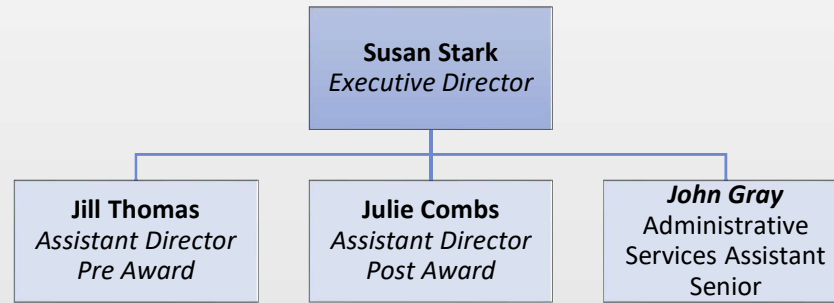 Susan Stark
Executive Director
Jill Thomas
Assistant Director
Pre Award
Julie Combs
Assistant Director
Post Award
John Gray
Administrative
Services Assistant
Senior